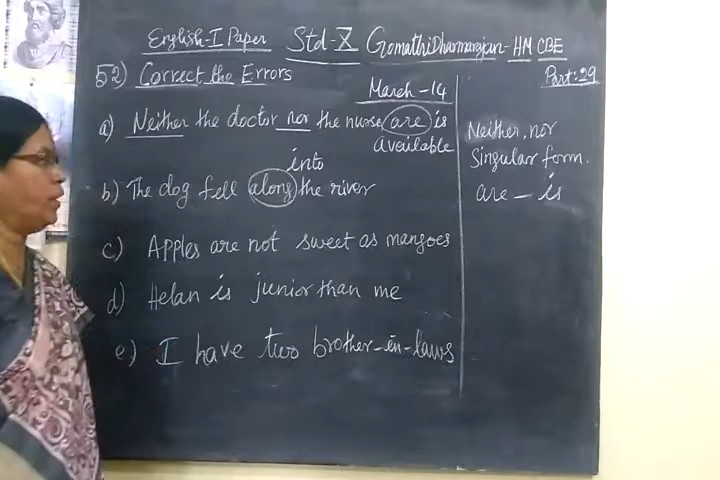 English-I Paper Std-X Gomathi Dharmarajan-HM CBE
52) Correct the Errors Part:29
March-14
a) Neither the doctor nor the nurse are is
available
into
b) The dog fell along the river
c) Apples are not sweet as mangoes
d) Helan is junior than me
e) I have two brother-in-laws
Neither, nor
Singular form.
are - is